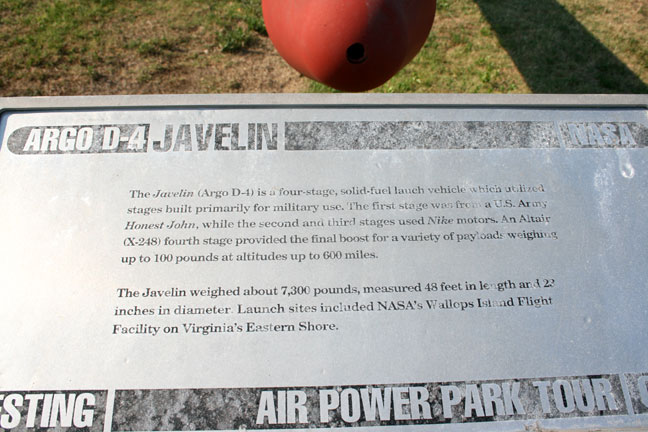 ARGO D-4 JAVELIN NASA
The Javelin (Argo D-4) is a four-stage, solid-fuel lauch vehicle which utilized
stages built primarily for military use. The first stage was from a U.S. Army
Honest John, while the second and third stages used Nike motors. An Altair
(X-248) fourth stage provided the final boost for a variety of payloads weighing
up to 100 pounds at altitudes up to 600 miles.
The Javelin weighed about 7,300 pounds, measured 48 feet in length and 22
inches in diameter. Launch sites included NASA's Wallops Island Flight
Facility on Virginia's Eastern Shore.
ESTING AIR POWER PARK TOUR